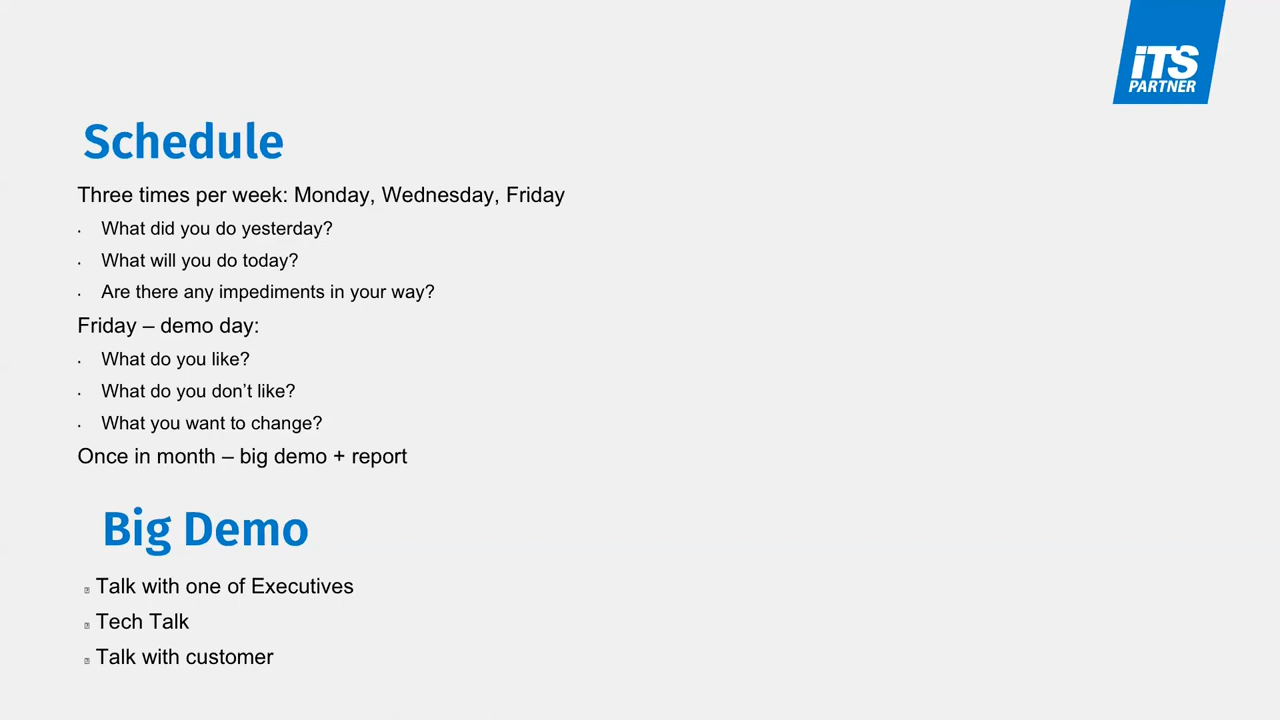 iTS
PARTNER
Schedule
Three times per week: Monday, Wednesday, Friday
· What did you do yesterday?
· What will you do today?
· Are there any impediments in your way?
Friday – demo day:
· What do you like?
· What do you don’t like?
· What you want to change?
Once in month – big demo + report
Big Demo
Talk with one of Executives
Tech Talk
Talk with customer